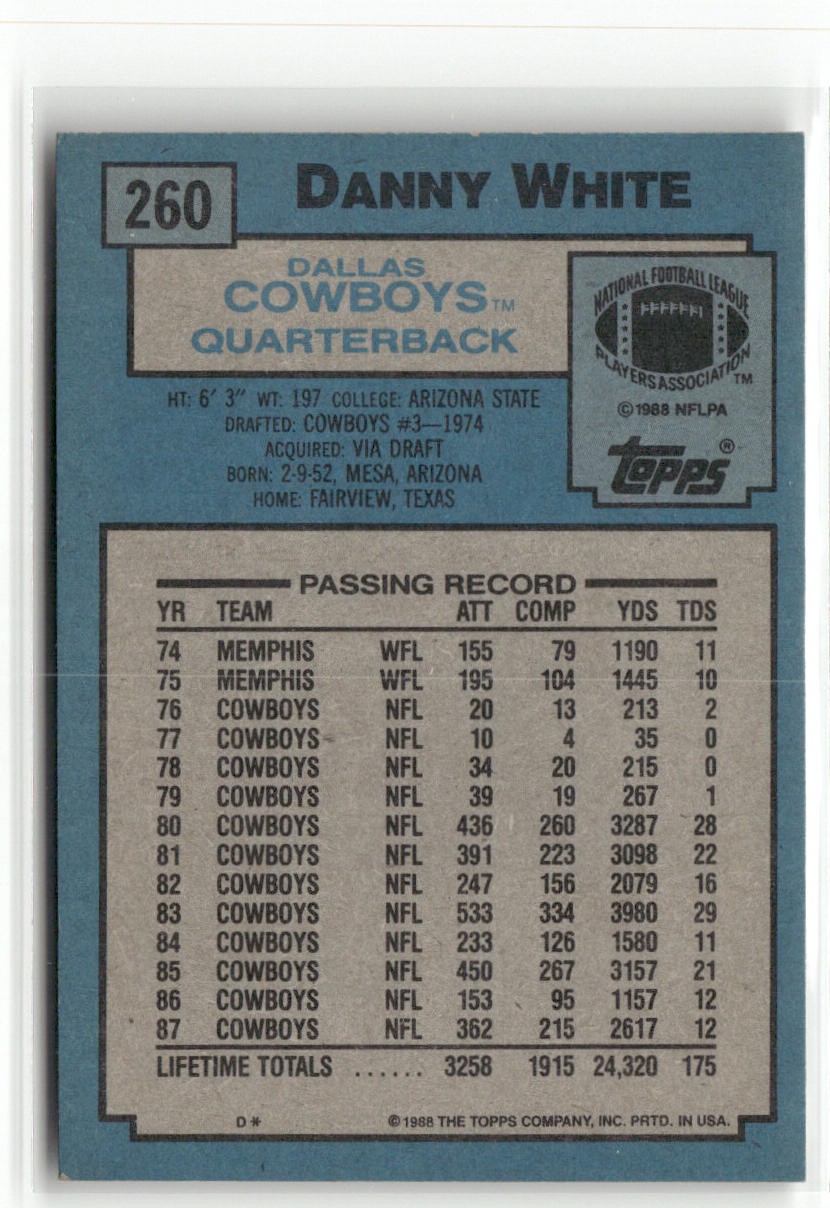 260
DANNY WHITE
DALLAS
COWBOYS™
QUARTERBACK
NATIONAL FOOTBALL LEAGUE
PLAYERS ASSOCIATION™
©1988 NFLPA
topps®
HT: 6' 3" WT: 197 COLLEGE: ARIZONA STATE
DRAFTED: COWBOYS #3—1974
ACQUIRED: VIA DRAFT
BORN: 2-9-52, MESA, ARIZONA
HOME: FAIRVIEW, TEXAS
PASSING RECORD
YR TEAM ATT COMP YDS TDS
74 MEMPHIS WFL 155 79 1190 11
75 MEMPHIS WFL 195 104 1445 10
76 COWBOYS NFL 20 13 213 2
77 COWBOYS NFL 10 4 35 0
78 COWBOYS NFL 34 20 215 0
79 COWBOYS NFL 39 19 267 1
80 COWBOYS NFL 436 260 3287 28
81 COWBOYS NFL 391 223 3098 22
82 COWBOYS NFL 247 156 2079 16
83 COWBOYS NFL 533 334 3980 29
84 COWBOYS NFL 233 126 1580 11
85 COWBOYS NFL 450 267 3157 21
86 COWBOYS NFL 153 95 1157 12
87 COWBOYS NFL 362 215 2617 12
LIFETIME TOTALS ...... 3258 1915 24,320 175
D* ©1988 THE TOPPS COMPANY, INC. PRTD. IN USA.